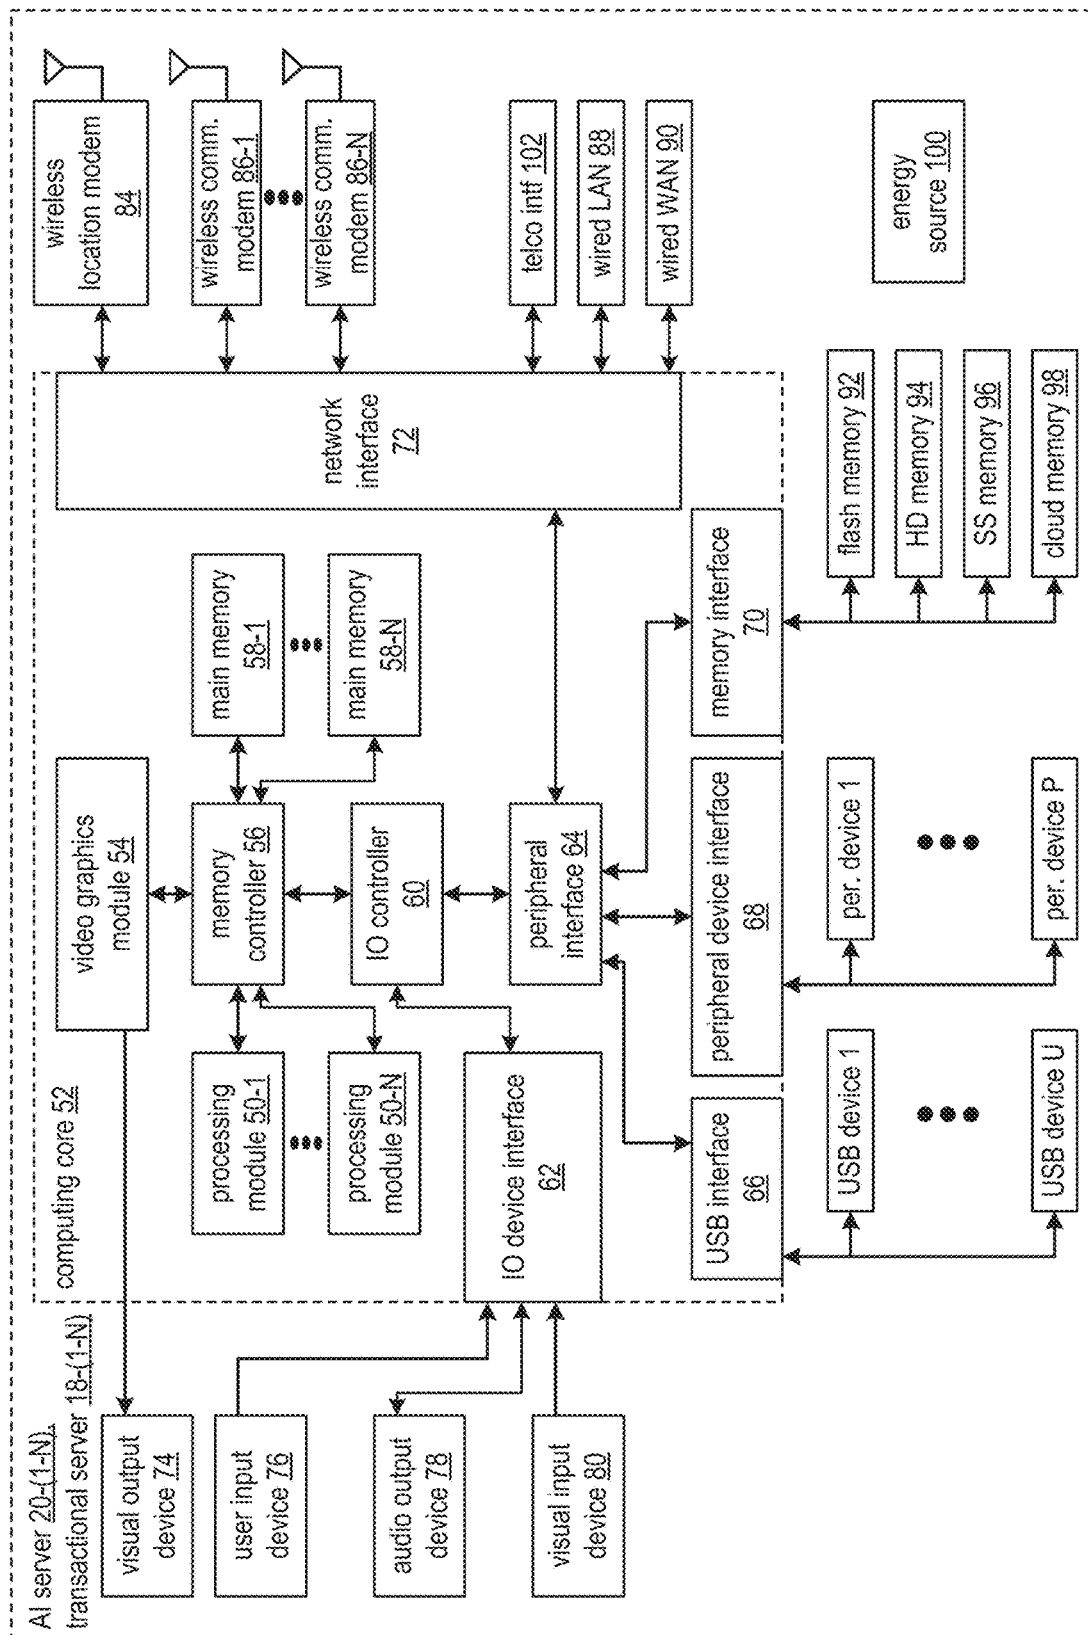 AI server 20-(1-N),
transactional server 18-(1-N)
computing core 52
visual output
device 74
user input
device 76
audio output
device 78
visual input
device 80
video graphics
module 54
processing
module 50-1
processing
module 50-N
memory
controller 56
main memory
58-1
main memory
58-N
IO controller
60
IO device interface
62
peripheral
interface 64
USB interface
66
peripheral device interface
68
memory interface
70
network
interface
72
wireless
location modem
84
wireless comm.
modem 86-1
wireless comm.
modem 86-N
telco intf 102
wired LAN 88
wired WAN 90
USB device 1
USB device U
per. device 1
per. device P
flash memory 92
HD memory 94
SS memory 96
cloud memory 98
energy
source 100